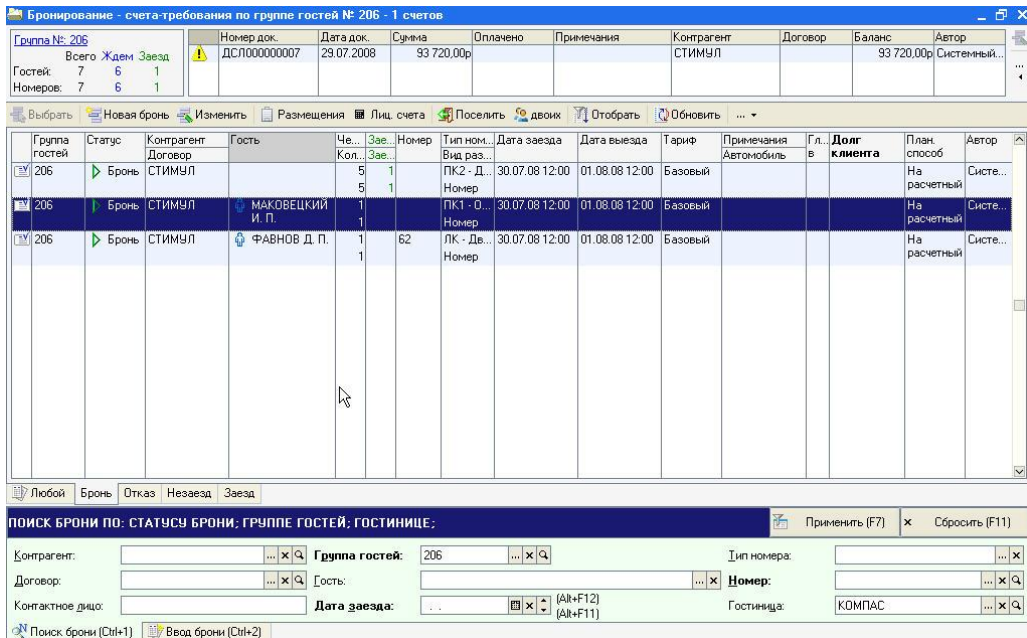 Бронирование - счета-требования по группе гостей № 206 - 1 счетов
Группа №: 206
Всего Ждем Заезд
Гостей: 7 6 1
Номеров: 7 6 1
Номер док. Дата док. Сумма Оплачено Примечания Контрагент Договор Баланс Автор
ДСЛ000000007 29.07.2008 93 720,00р СТИМУЛ 93 720,00р Системный...
Выбрать Новая бронь Изменить Размещения Лиц. счета Поселить двоих Отобрать Обновить ...
Группа гостей Статус Контрагент Гость Че... Зае... Номер Тип ном... Дата заезда Дата выезда Тариф Примечания Гл... Долг клиента План. способ Автор
Договор Кол... Зае... Вид раз... Автомобиль в
206 Бронь СТИМУЛ 5 1 ПК2 - Д... 30.07.08 12:00 01.08.08 12:00 Базовый На расчетный Систе...
5 1 Номер
206 Бронь СТИМУЛ МАКОВЕЦКИЙ И. П. 1 ПК1 - О... 30.07.08 12:00 01.08.08 12:00 Базовый На расчетный Систе...
1 Номер
206 Бронь СТИМУЛ ФАВНОВ Д. П. 1 62 ЛК - Дв... 30.07.08 12:00 01.08.08 12:00 Базовый На расчетный Систе...
1 Номер
Любой Бронь Отказ Незаезд Заезд
ПОИСК БРОНИ ПО: СТАТУСУ БРОНИ; ГРУППЕ ГОСТЕЙ; ГОСТИНИЦЕ; Применить (F7) Сбросить (F11)
Контрагент: Группа гостей: 206 Тип номера:
Договор: Гость: Номер:
Контактное лицо: Дата заезда: . . (Alt+F12) Гостиница: КОМПАС
(Alt+F11)
Поиск брони (Ctrl+1) Ввод брони (Ctrl+2)